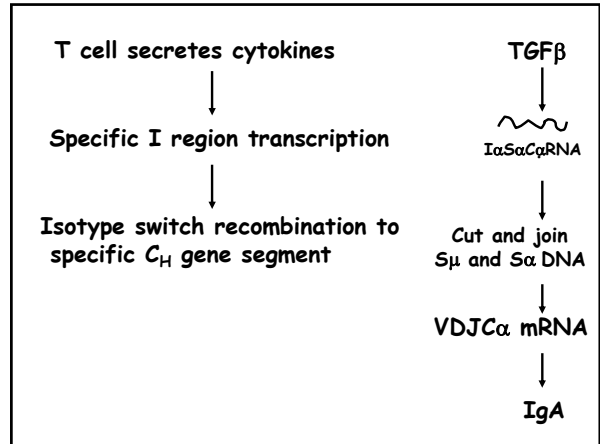 T cell secretes cytokines
Specific I region transcription
Isotype switch recombination to
specific CH gene segment
TGFβ
IαSαCαRNA
Cut and join
Sμ and Sα DNA
VDJCα mRNA
IgA